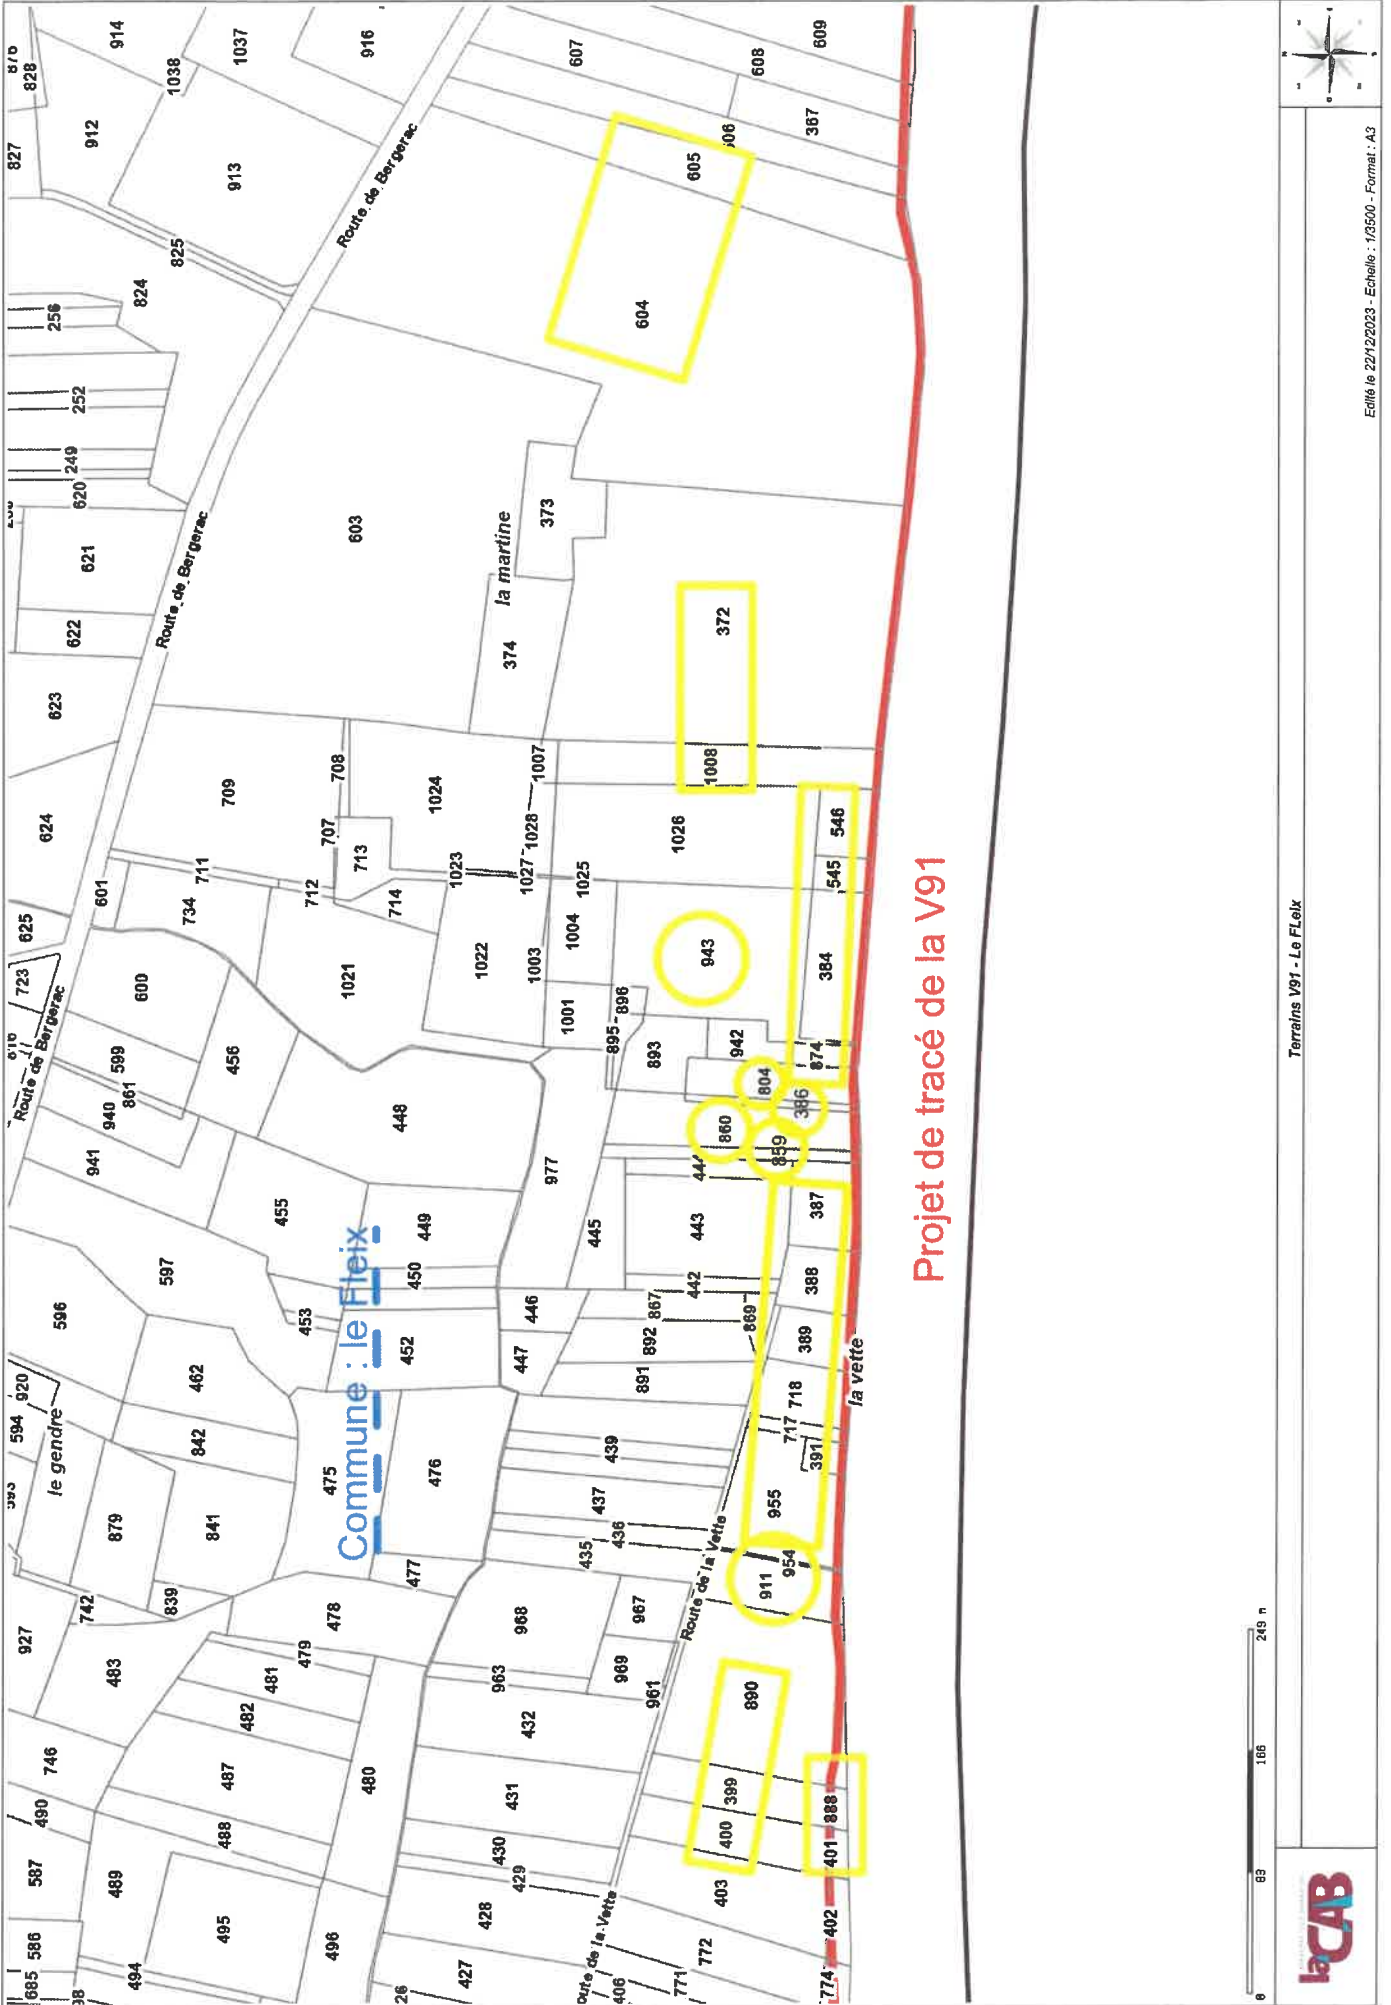 Commune : le Fleix
Projet de tracé de la V91
Terrains V91 - Le FLeix
Edité le 22/12/2023 - Echelle : 1/3500 - Format : A3
la CAB
0 83 166 249 m
Route de Bergerac
Route de Bergerac
Route de Bergerac
Route de la Vette
la martine
le gendre
la vette
685 586 587 490 746 927 594 920 596 723 625 624 623 622 621 620 249 252 256 824 825 827 828 912 914
494 489 483 742 879 597 941 940 861 599 600 601 734 711 709 913 1038 1037 916
495 488 487 482 481 479 839 841 842 462 453 455 456 1021 712 707 708 603
496 480 478 475 452 450 449 448 714 713 1024 374 373
427 428 429 430 431 432 963 968 477 476 447 446 977 1022 1023 1003 1027 1028 1007
406 771 772 403 961 969 967 435 436 437 439 891 892 867 445 442 443 1001 895 896 1004 1025 1026 893 942 943
400 399 890 911 954 955 391 717 718 869 389 388 387 859 860 386 804 874 384 545 546 1008 372
774 402 401 888
604 605 607 608 609 367